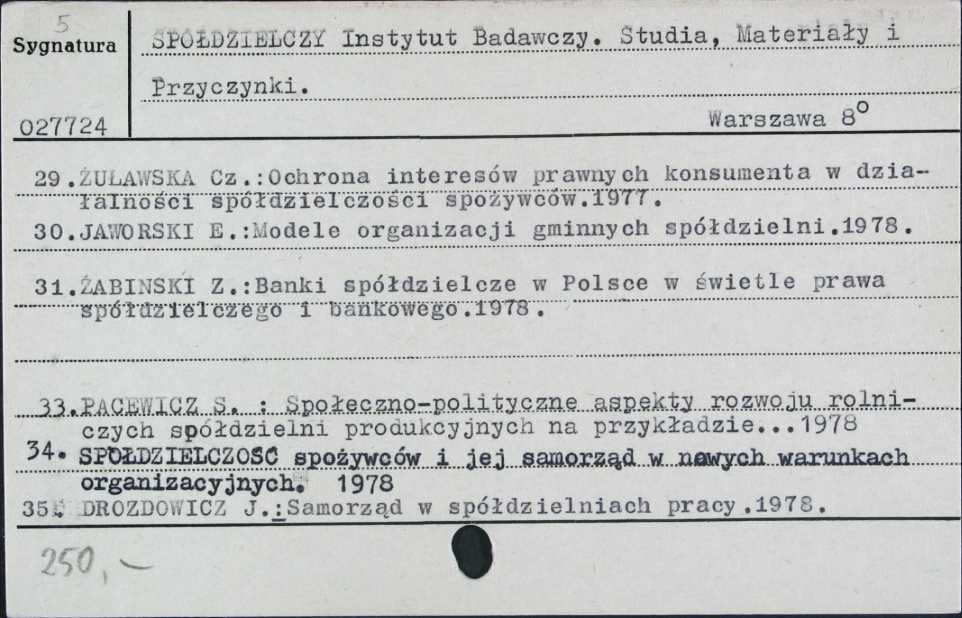 5
Sygnatura
SPÓŁDZIELCZY Instytut Badawczy. Studia, Materiały i
Przyczynki.
027724
Warszawa 8°
29.ŻUŁAWSKA Cz.:Ochrona interesów prawnych konsumenta w dzia-
łalności spółdzielczości spożywców.1977.
30.JAWORSKI E.:Modele organizacji gminnych spółdzielni.1978.
31.ŻABIŃSKI Z.:Banki spółdzielcze w Polsce w świetle prawa
spółdzielczego i bankowego.1978.
33.PACEWICZ S. : Społeczno-polityczne aspekty rozwoju rolni-
czych spółdzielni produkcyjnych na przykładzie...1978
34. SPÓŁDZIELCZOŚĆ spożywców i jej samorząd w nowych warunkach
organizacyjnych. 1978
35. DROZDOWICZ J.:Samorząd w spółdzielniach pracy.1978.
250,-